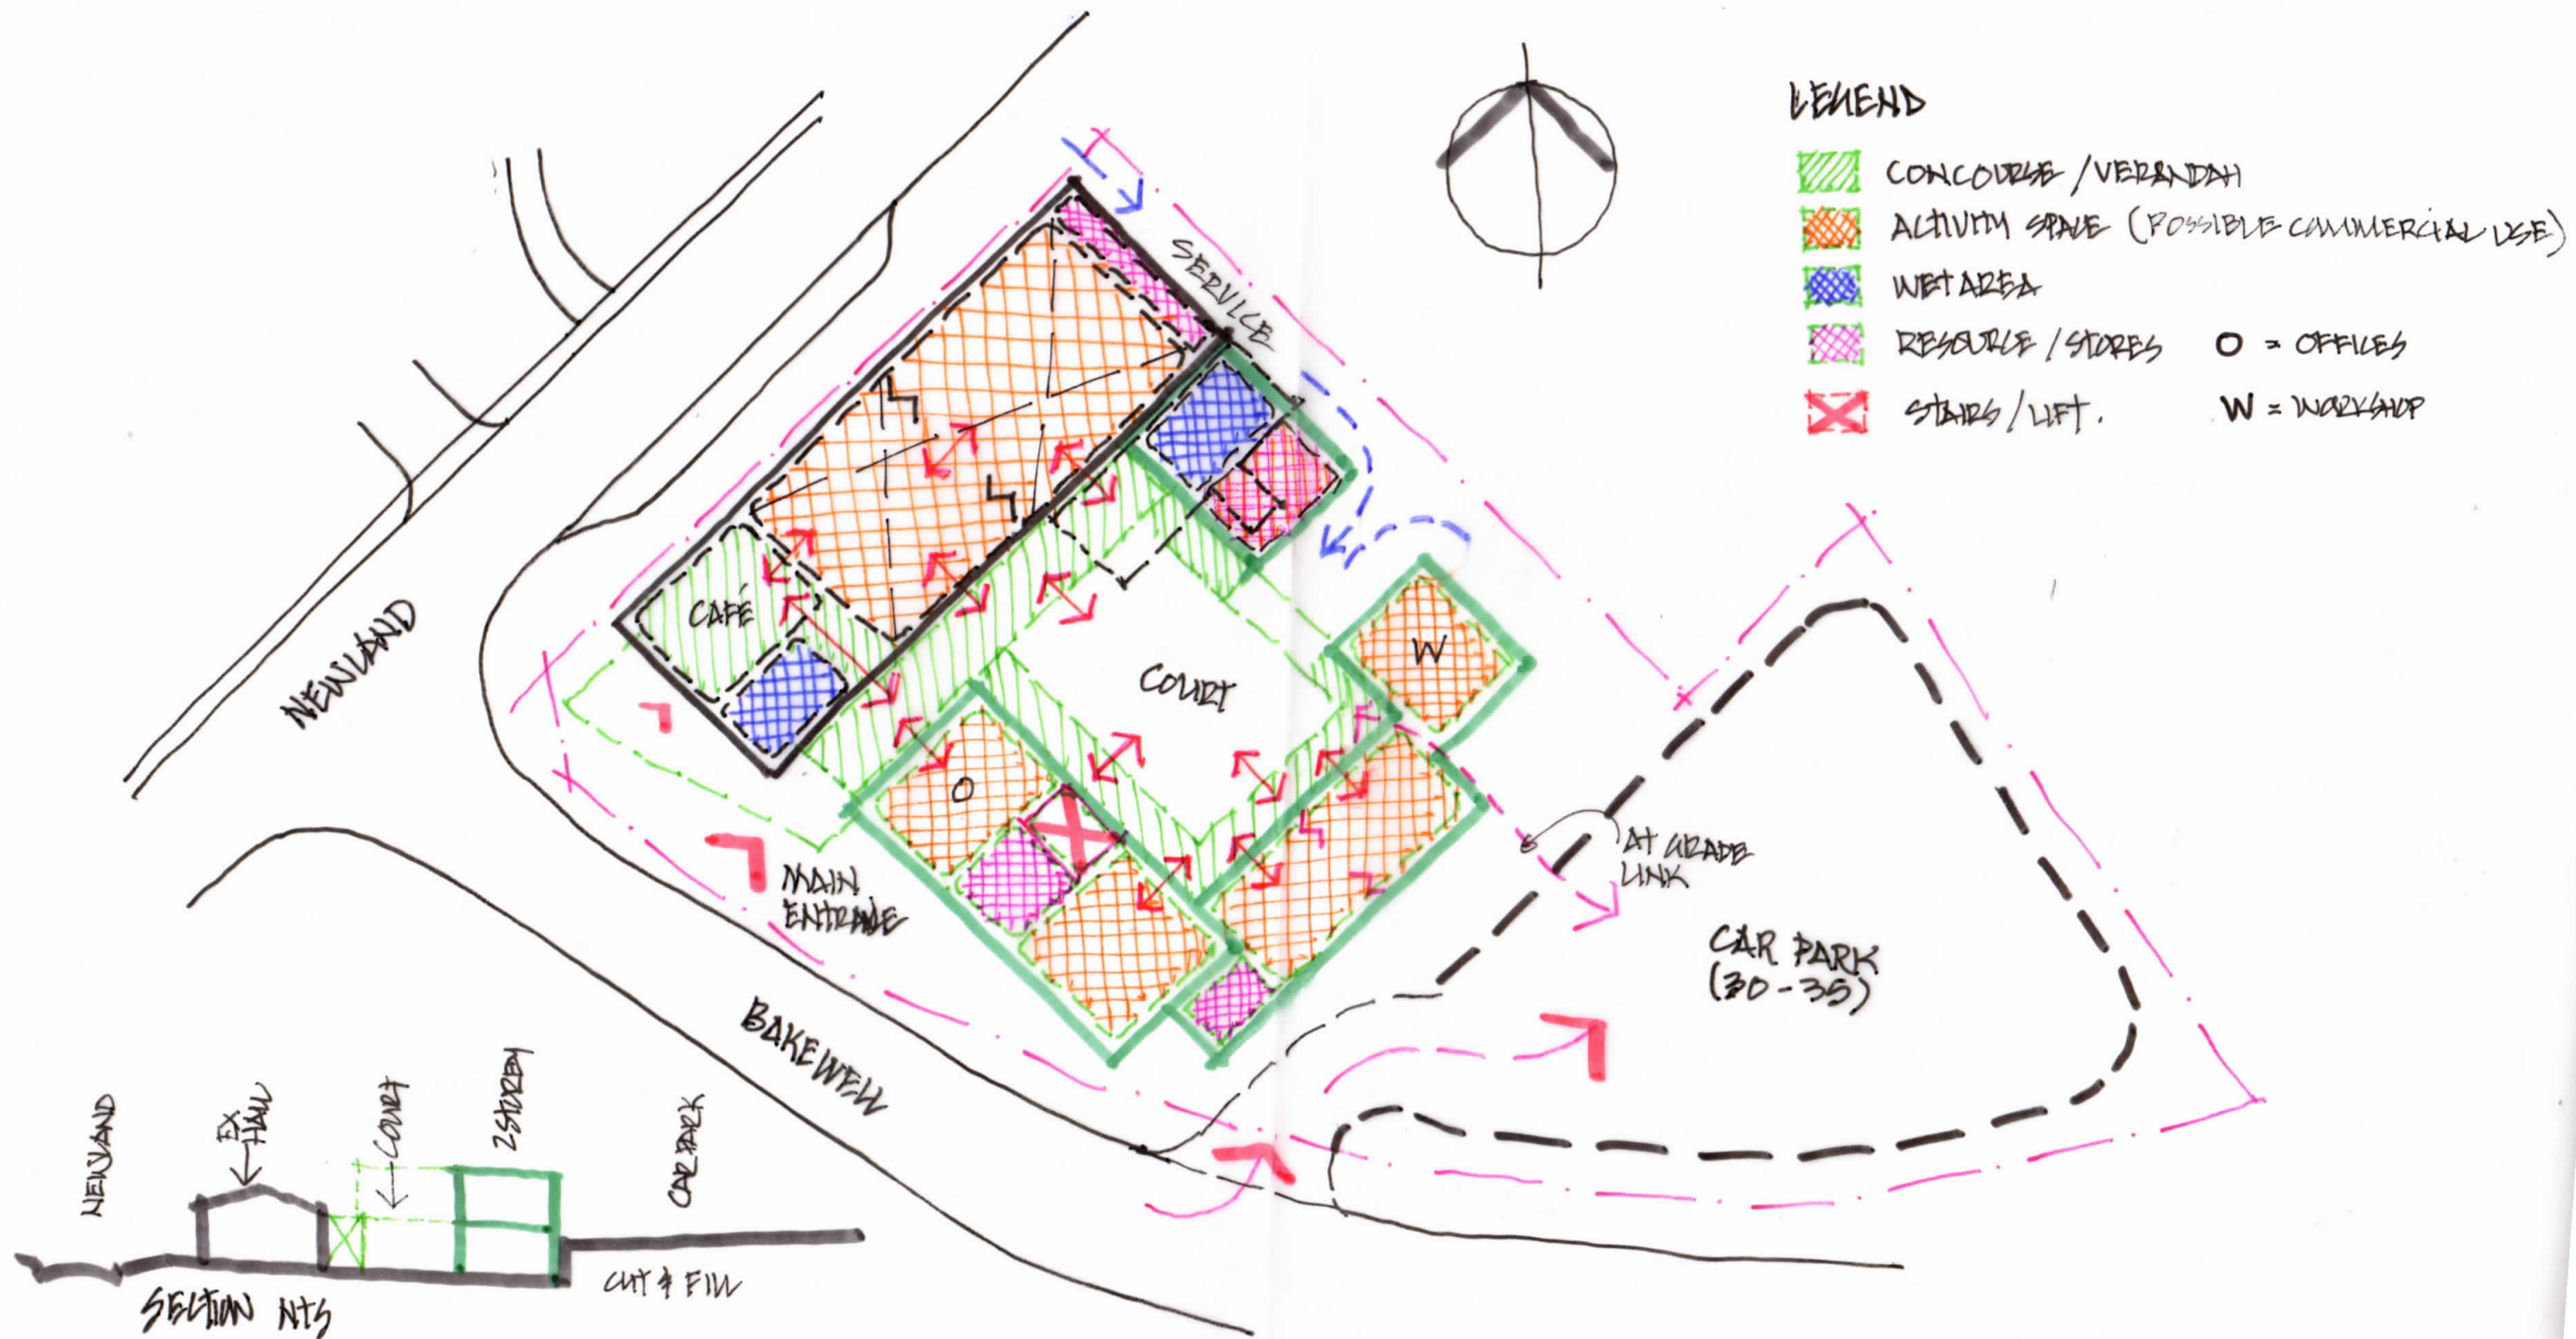 LEGEND
CONCOURSE / VERANDAH
ACTIVITY SPACE (POSSIBLE COMMERCIAL USE)
WET AREA
RESOURCE / STORES O = OFFICES
STAIRS / LIFT. W = WORKSHOP
SERVICE
CAFÉ
NEWLAND
COURT
W
O
MAIN
ENTRANCE
AT GRADE
LINK
CAR PARK
(30-35)
BAKEWELL
NEWLAND
EX
HALL
COURT
2 STOREY
CAR PARK
CUT & FILL
SECTION NTS